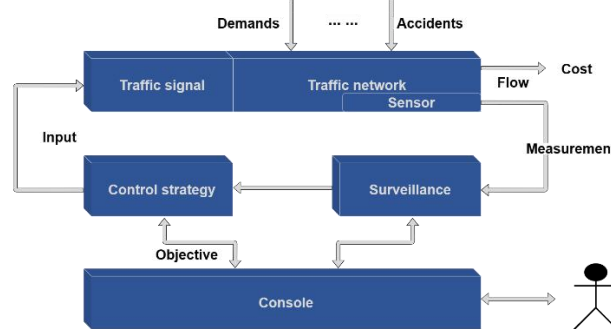 Demands
... ...
Accidents
Traffic signal
Traffic network
Sensor
Flow
Cost
Input
Measuremen
Control strategy
Surveillance
Objective
Console